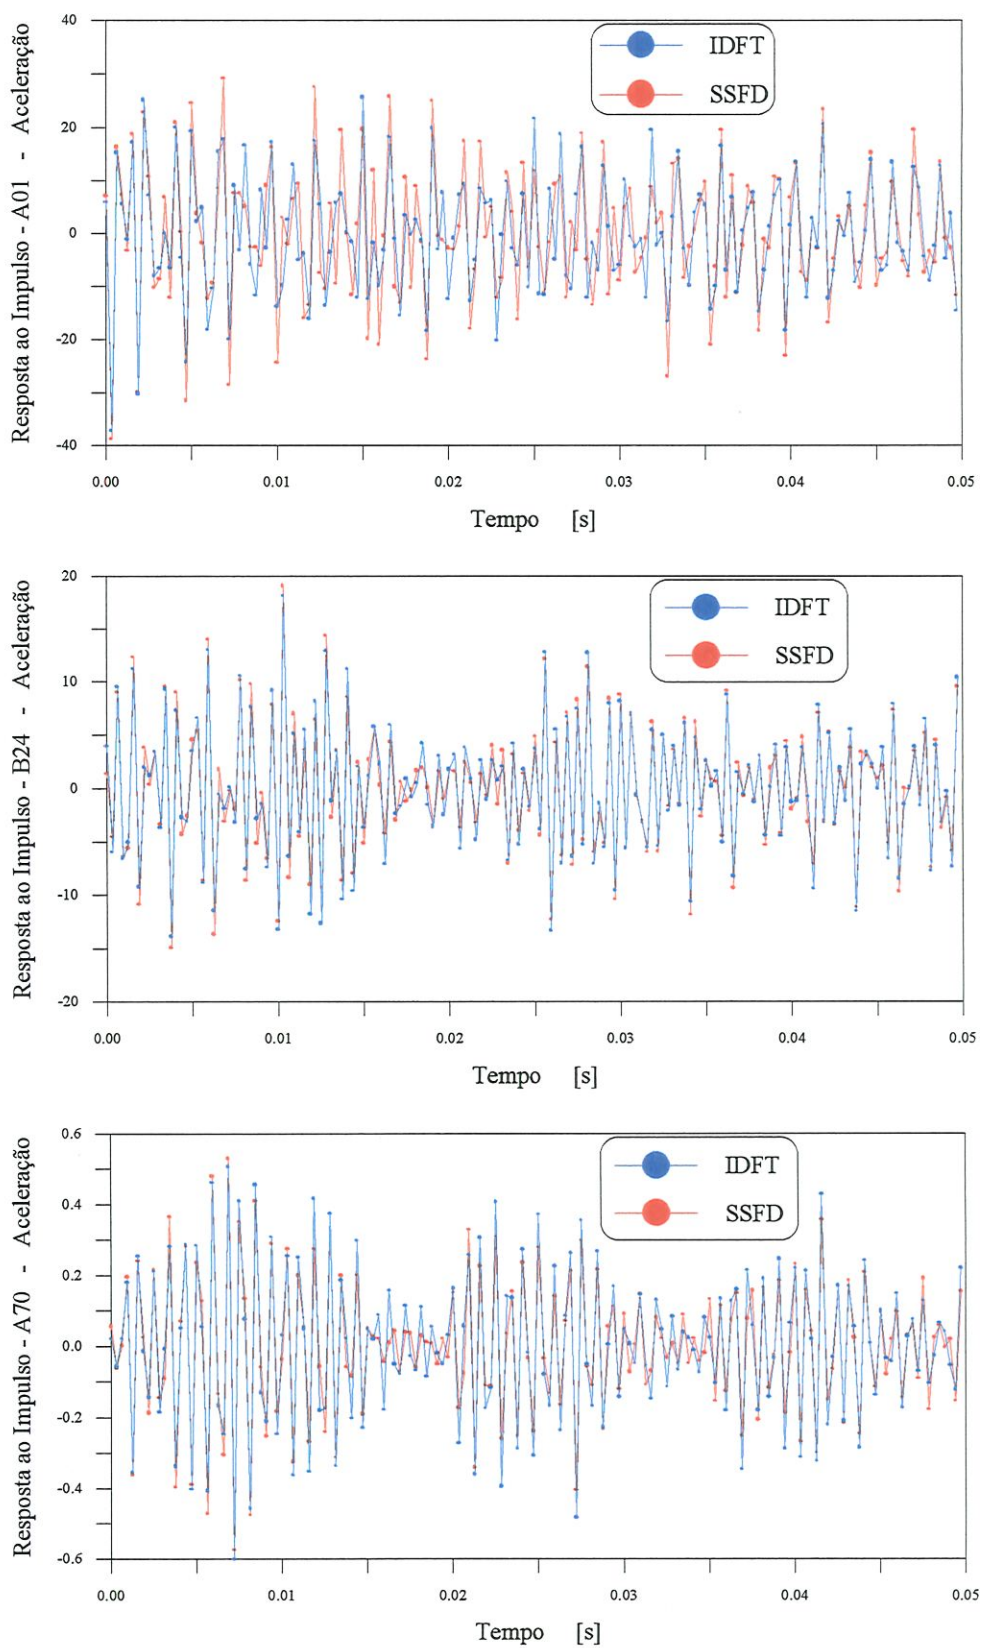 Resposta ao Impulso - A01 - Aceleração
40
20
0
-20
-40
IDFT
SSFD
0.00 0.01 0.02 0.03 0.04 0.05
Tempo [s]
Resposta ao Impulso - B24 - Aceleração
20
10
0
-10
-20
IDFT
SSFD
0.00 0.01 0.02 0.03 0.04 0.05
Tempo [s]
Resposta ao Impulso - A70 - Aceleração
0.6
0.4
0.2
0.0
-0.2
-0.4
-0.6
IDFT
SSFD
0.00 0.01 0.02 0.03 0.04 0.05
Tempo [s]